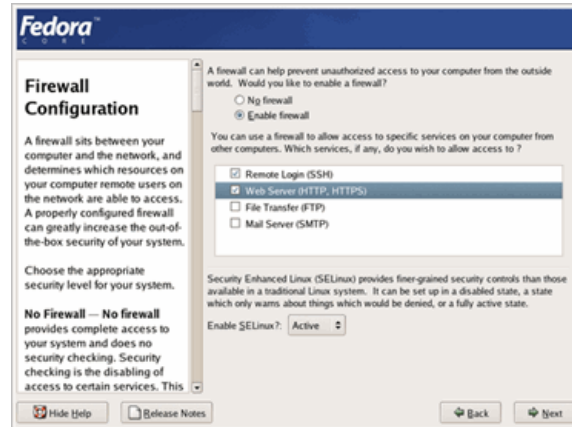 Fedora™
CORE
Firewall
Configuration
A firewall sits between your
computer and the network, and
determines which resources on
your computer remote users on
the network are able to access.
A properly configured firewall
can greatly increase the out-of-
the-box security of your system.
Choose the appropriate
security level for your system.
No Firewall — No firewall
provides complete access to
your system and does no
security checking. Security
checking is the disabling of
access to certain services. This
A firewall can help prevent unauthorized access to your computer from the outside
world. Would you like to enable a firewall?
No firewall
Enable firewall
You can use a firewall to allow access to specific services on your computer from
other computers. Which services, if any, do you wish to allow access to ?
Remote Login (SSH)
Web Server (HTTP, HTTPS)
File Transfer (FTP)
Mail Server (SMTP)
Security Enhanced Linux (SELinux) provides finer-grained security controls than those
available in a traditional Linux system. It can be set up in a disabled state, a state
which only warns about things which would be denied, or a fully active state.
Enable SELinux?: Active
Hide Help
Release Notes
Back
Next